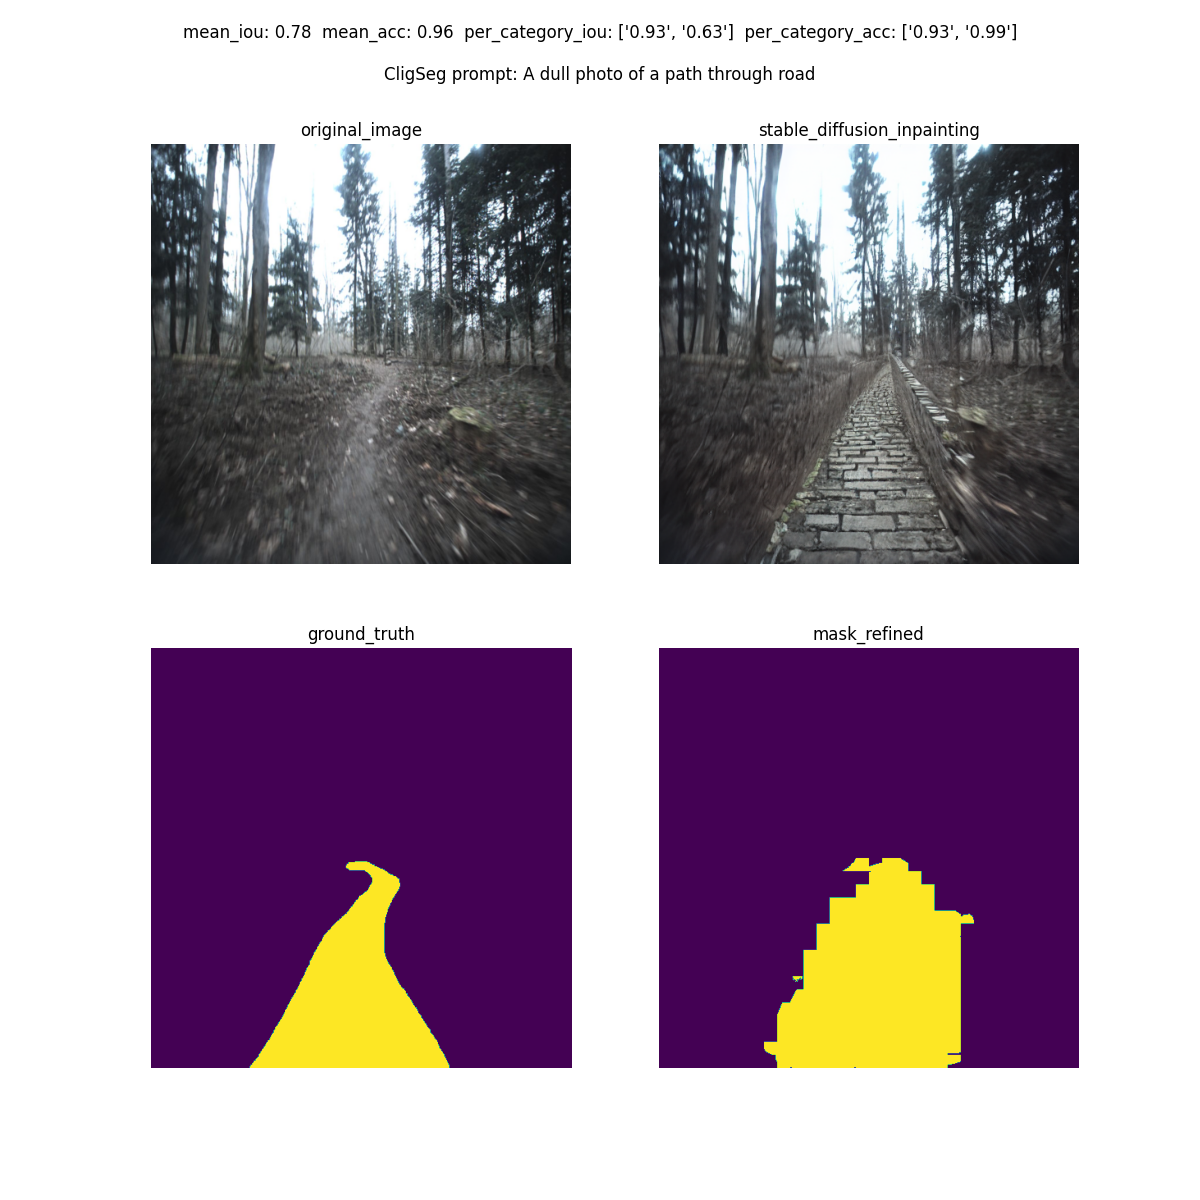 mean_iou: 0.78  mean_acc: 0.96  per_category_iou: ['0.93', '0.63']  per_category_acc: ['0.93', '0.99']
CligSeg prompt: A dull photo of a path through road
original_image
stable_diffusion_inpainting
ground_truth
mask_refined